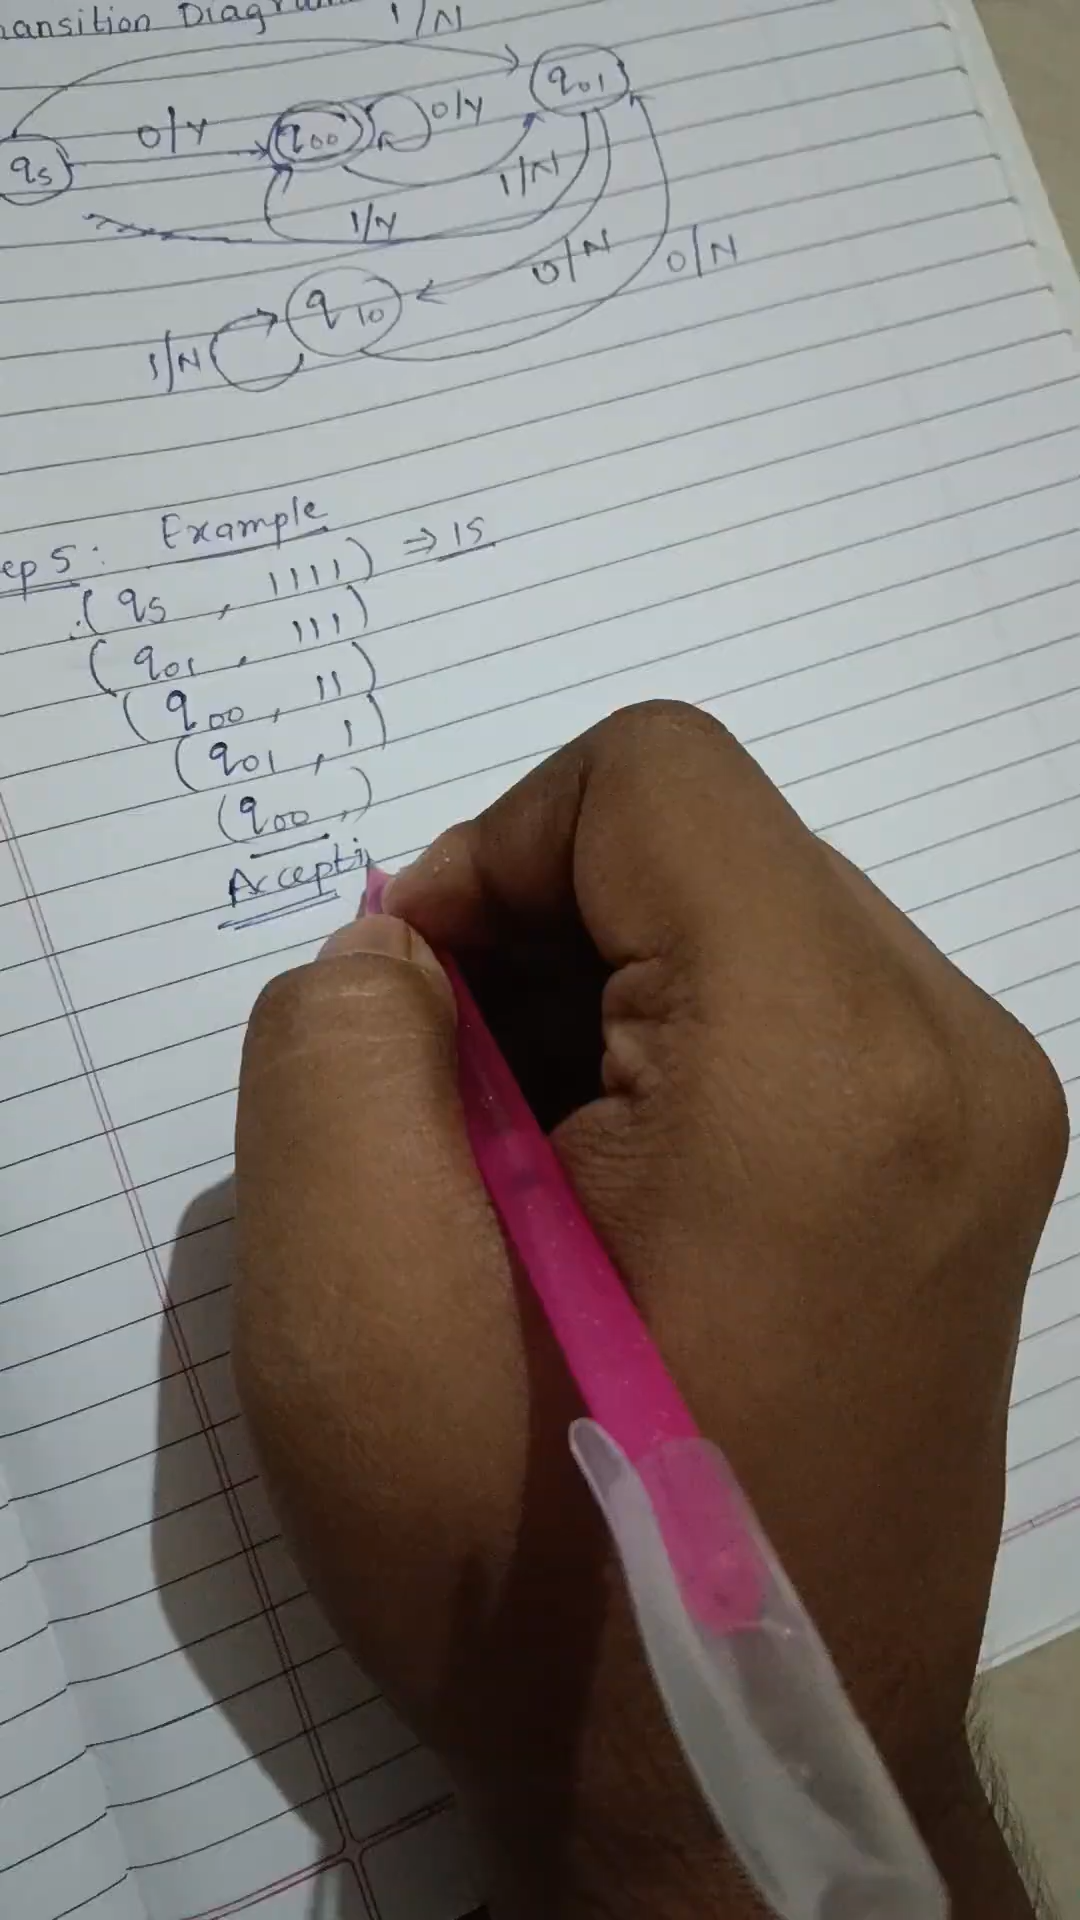 ansition Diagram
1/N
q01
0/Y
q00
0/Y
qs
1/N
1/Y
0/N
0/N
q10
1/N
ep 5: Example
(qs, 1111) ⇒ 15
(q01, 111)
(q00, 11)
(q01, 1)
(q00, )
Accepti